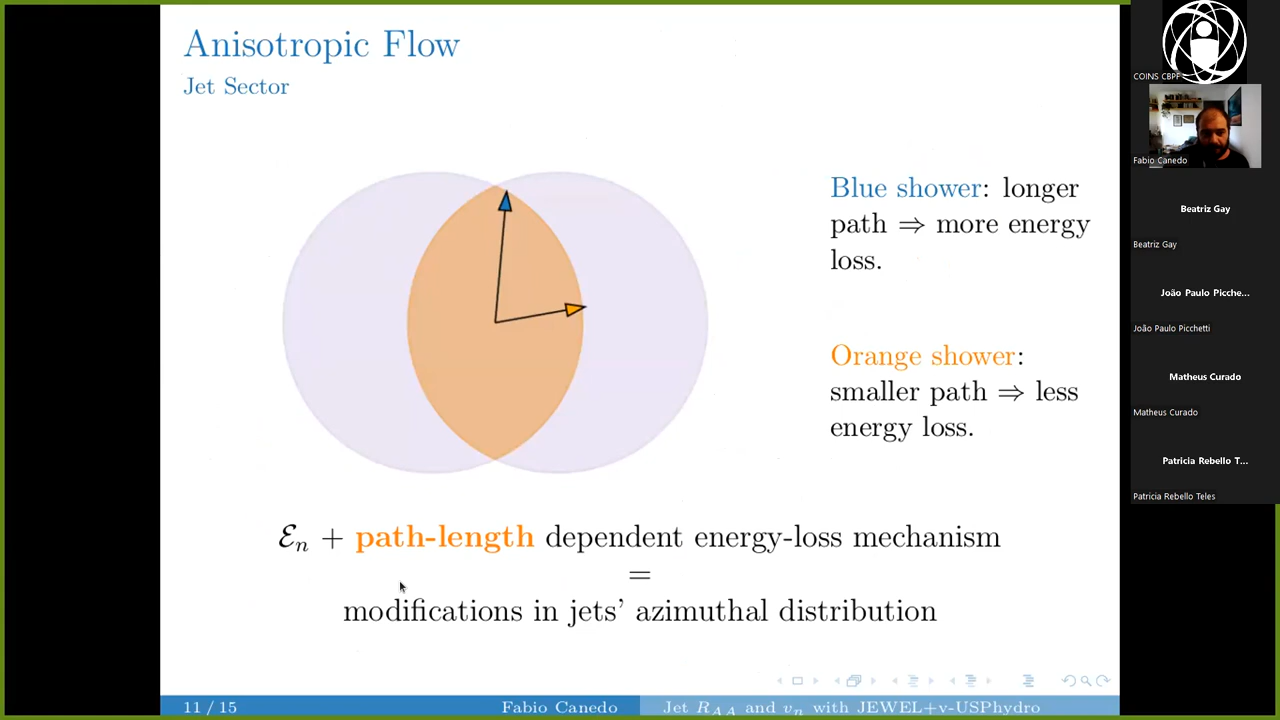 Anisotropic Flow
Jet Sector
Blue shower: longer
path ⇒ more energy
loss.
Orange shower:
smaller path ⇒ less
energy loss.
ℰn + path-length dependent energy-loss mechanism
=
modifications in jets' azimuthal distribution
11 / 15
Fabio Canedo
Jet RAA and vn with JEWEL+v-USPhydro
COINS CBPF
Fabio Canedo
Beatriz Gay
Beatriz Gay
João Paulo Picche...
João Paulo Picchetti
Matheus Curado
Matheus Curado
Patricia Rebello T...
Patricia Rebello Teles